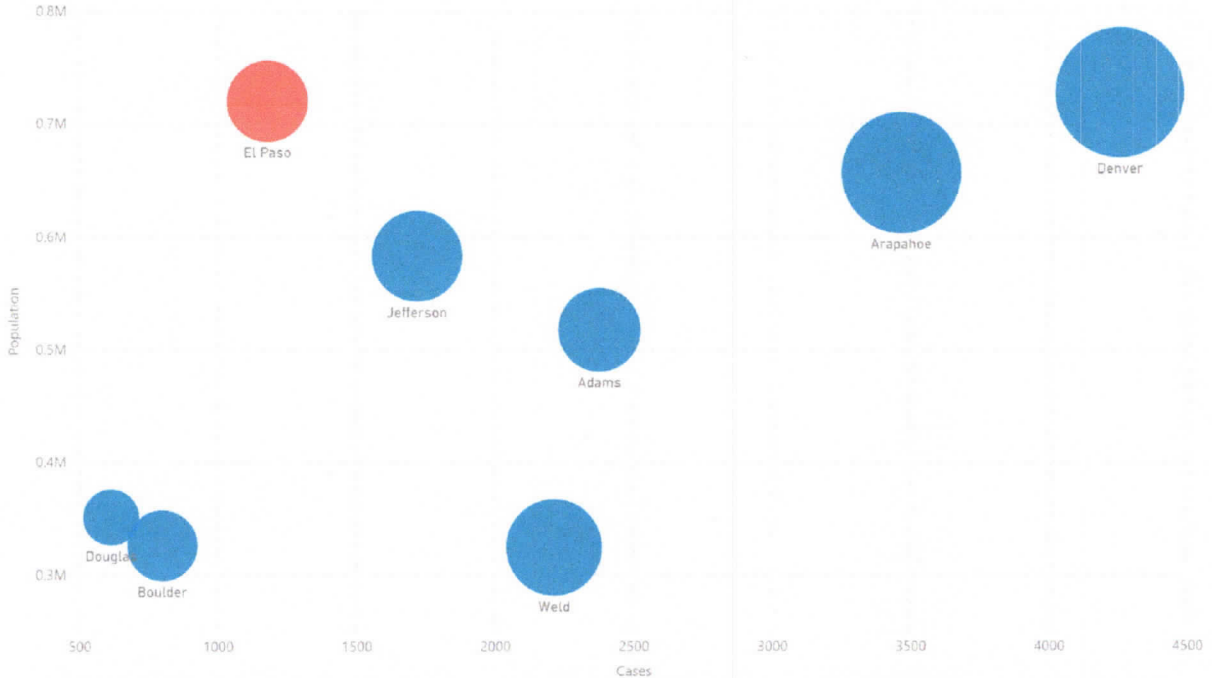 0.8M
El Paso
0.7M
Denver
0.6M
Arapahoe
Jefferson
Population
0.5M
Adams
0.4M
Douglas
Boulder
0.3M
Weld
500 1000 1500 2000 2500 3000 3500 4000 4500
Cases